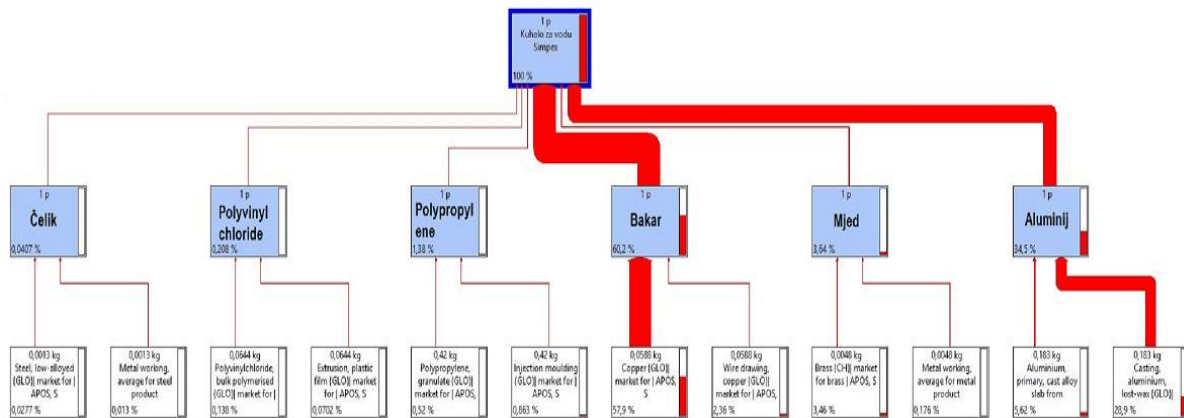 1 p
Kuhalo za vodu
Simpex
100 %
1 p
Čelik
0,0407 %
1 p
Polyvinyl
chloride
0,208 %
1 p
Polypropyl
ene
1,38 %
1 p
Bakar
60,2 %
1 p
Mjed
3,64 %
1 p
Aluminij
34,5 %
0,0013 kg
Steel, low-alloyed
{GLO}| market for |
APOS, S
0,0277 %
0,0013 kg
Metal working,
average for steel
product
0,013 %
0,0644 kg
Polyvinylchloride,
bulk polymerised
{GLO}| market for |
0,138 %
0,0644 kg
Extrusion, plastic
film {GLO}| market
for | APOS, S
0,0702 %
0,42 kg
Polypropylene,
granulate {GLO}|
market for | APOS,
0,52 %
0,42 kg
Injection moulding
{GLO}| market for |
APOS, S
0,863 %
0,0588 kg
Copper {GLO}|
market for | APOS,
S
57,9 %
0,0588 kg
Wire drawing,
copper {GLO}|
market for | APOS,
2,36 %
0,0048 kg
Brass {CH}| market
for brass | APOS, S
3,46 %
0,0048 kg
Metal working,
average for metal
product
0,176 %
0,183 kg
Aluminium,
primary, cast alloy
slab from
5,62 %
0,183 kg
Casting,
aluminium,
lost-wax {GLO}|
28,9 %